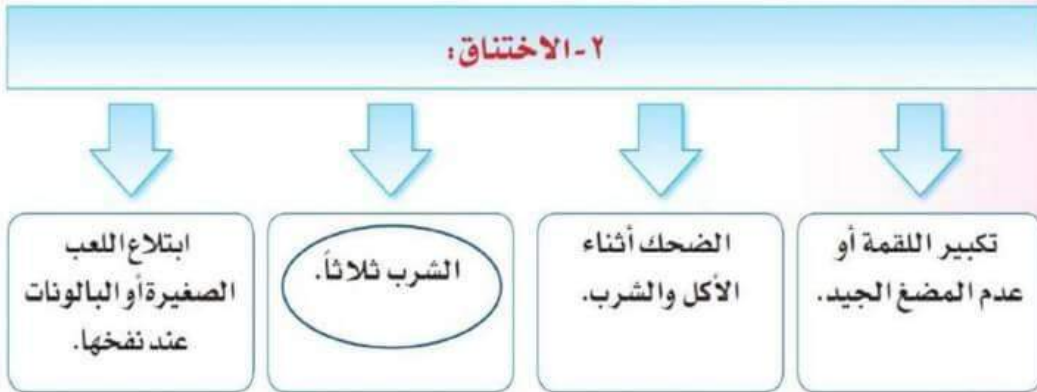 ٢-الاختناق:
تكبير اللقمة أو
عدم المضغ الجيد.
الضحك أثناء
الأكل والشرب.
الشرب ثلاثاً.
ابتلاع اللعب
الصغيرة أو البالونات
عند نفخها.